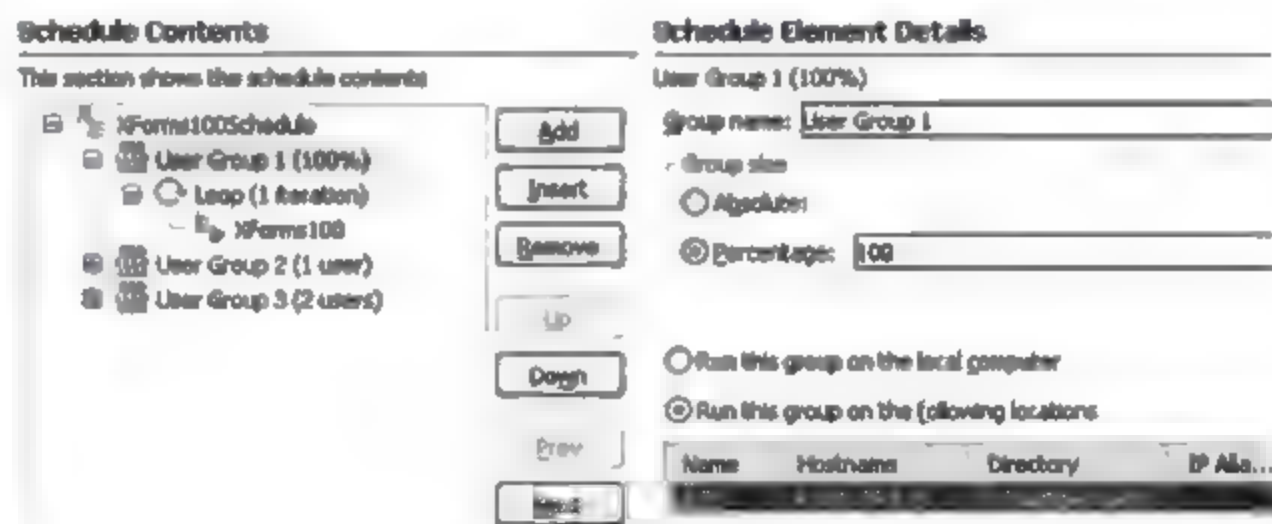 Schedule Contents
This section shows the schedule contents
XForms100Schedule
User Group 1 (100%)
Loop (1 iteration)
XForms100
User Group 2 (1 user)
User Group 3 (2 users)
Add
Insert
Remove
Up
Down
Prev
Schedule Element Details
User Group 1 (100%)
Group name: User Group 1
Group size
Absolute:
Percentage: 100
Run this group on the local computer
Run this group on the following locations
Name Hostname Directory IP Alia...